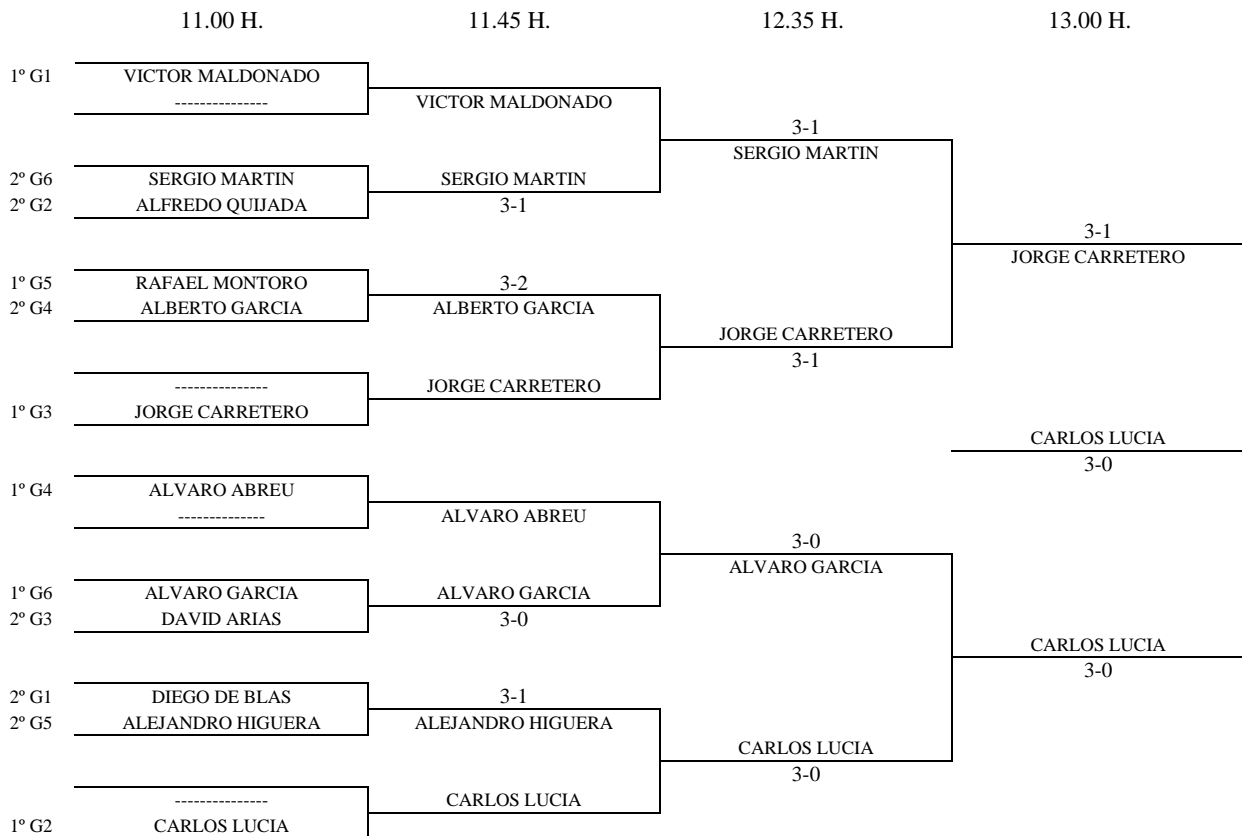 11.00 H. 11.45 H. 12.35 H. 13.00 H.
1º G1 VICTOR MALDONADO
--------------- VICTOR MALDONADO
3-1
SERGIO MARTIN
2º G6 SERGIO MARTIN SERGIO MARTIN
2º G2 ALFREDO QUIJADA 3-1
3-1
JORGE CARRETERO
1º G5 RAFAEL MONTORO 3-2
2º G4 ALBERTO GARCIA ALBERTO GARCIA
JORGE CARRETERO
3-1
--------------- JORGE CARRETERO
1º G3 JORGE CARRETERO
CARLOS LUCIA
3-0
1º G4 ALVARO ABREU
-------------- ALVARO ABREU
3-0
ALVARO GARCIA
1º G6 ALVARO GARCIA ALVARO GARCIA
2º G3 DAVID ARIAS 3-0
CARLOS LUCIA
3-0
2º G1 DIEGO DE BLAS 3-1
2º G5 ALEJANDRO HIGUERA ALEJANDRO HIGUERA
CARLOS LUCIA
3-0
--------------- CARLOS LUCIA
1º G2 CARLOS LUCIA